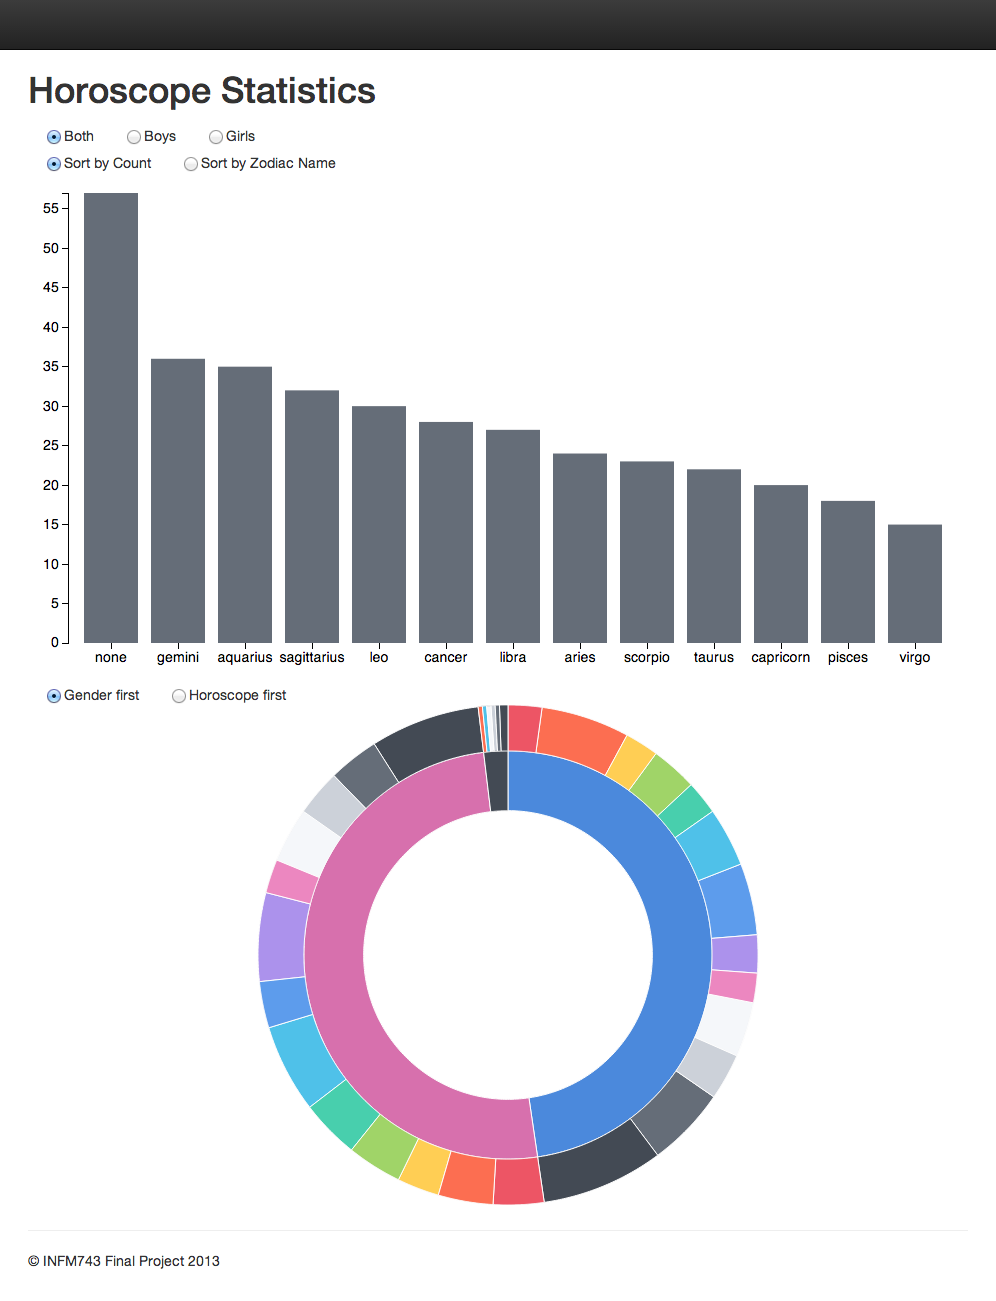 Horoscope Statistics
Both Boys Girls
Sort by Count Sort by Zodiac Name
55
50
45
40
35
30
25
20
15
10
5
0
none gemini aquarius sagittarius leo cancer libra aries scorpio taurus capricorn pisces virgo
Gender first Horoscope first
© INFM743 Final Project 2013